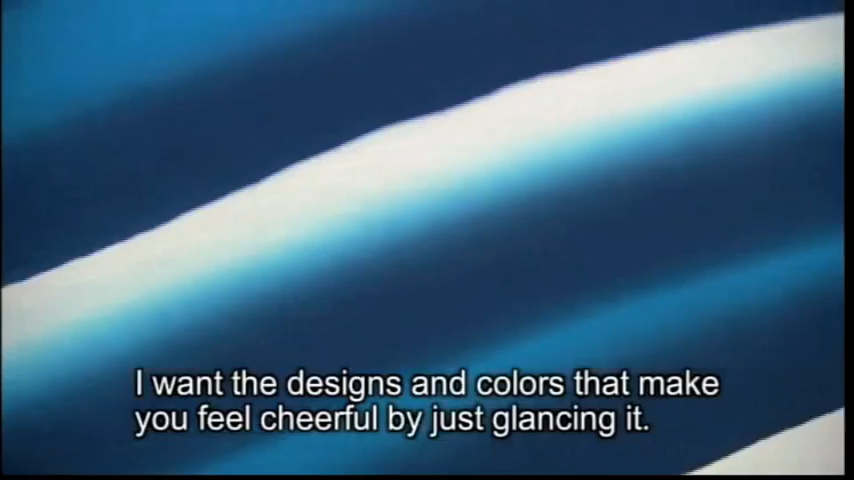 I want the designs and colors that make
you feel cheerful by just glancing it.